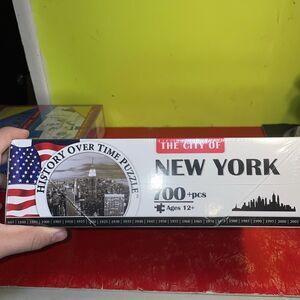 HISTORY OVER TIME PUZZLE
THE CITY OF
NEW YORK
700+pcs
Ages 12+